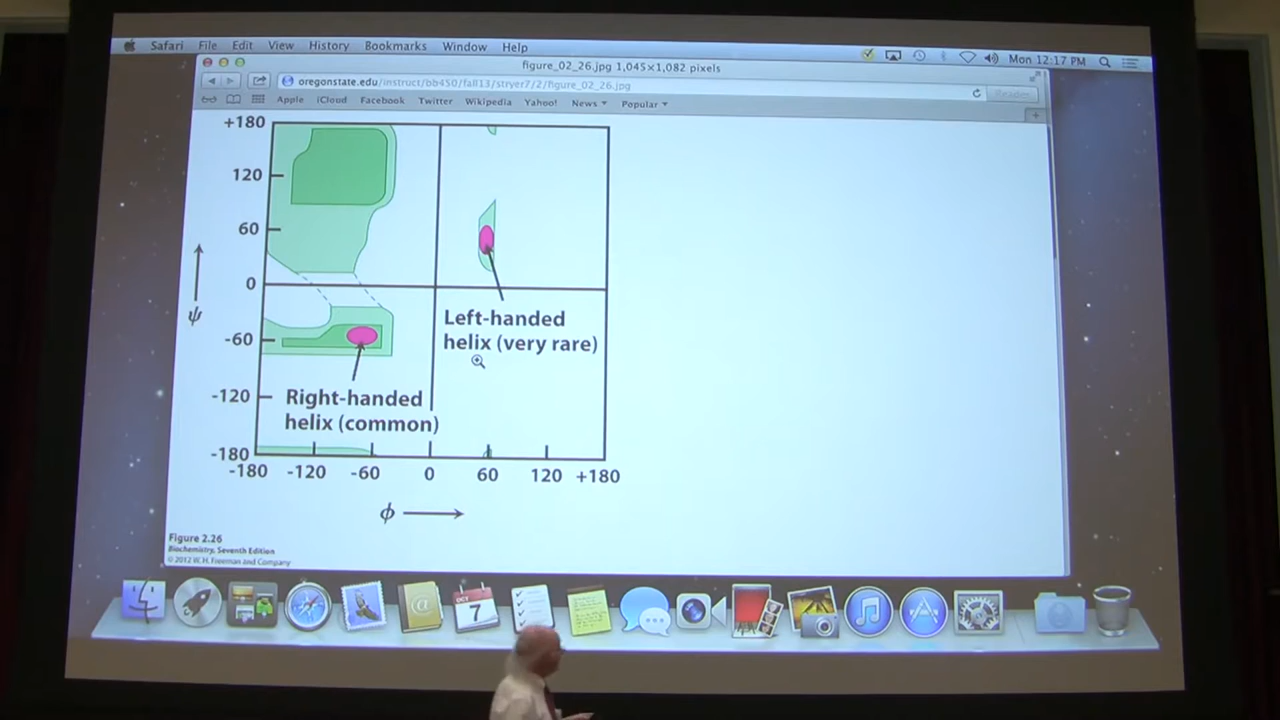 Safari File Edit View History Bookmarks Window Help Mon 12:17 PM
figure_02_26.jpg 1,045×1,082 pixels
oregonstate.edu/instruct/bb450/fall13/stryer7/2/figure_02_26.jpg Reader
Apple iCloud Facebook Twitter Wikipedia Yahoo! News Popular
+180
120
60
0
ψ
-60
-120
-180
Left-handed
helix (very rare)
Right-handed
helix (common)
-180 -120 -60 0 60 120 +180
ϕ
Figure 2.26
Biochemistry, Seventh Edition
© 2012 W. H. Freeman and Company
OCT
7